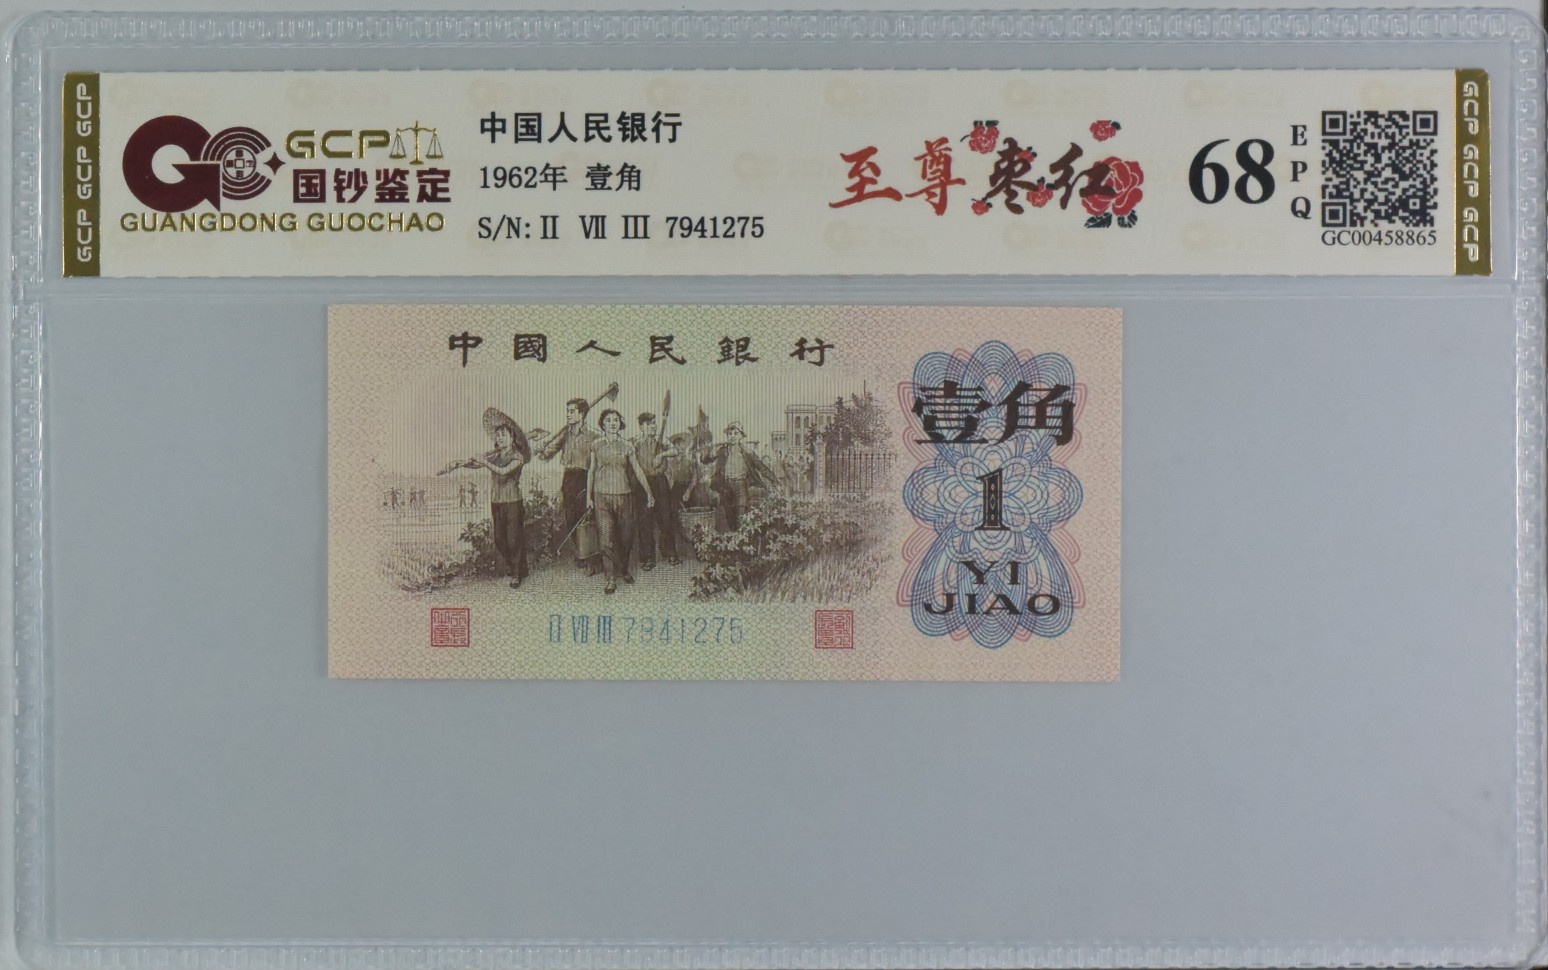 GCP GCP GCP
GCP
国钞鉴定
GUANGDONG GUOCHAO
中国人民银行
1962年 壹角
S/N: II VII III 7941275
至尊枣红
68
EPQ
GC00458865
GCP GCP GCP
中國人民銀行
壹角
1
YI
JIAO
II VII III 7941275